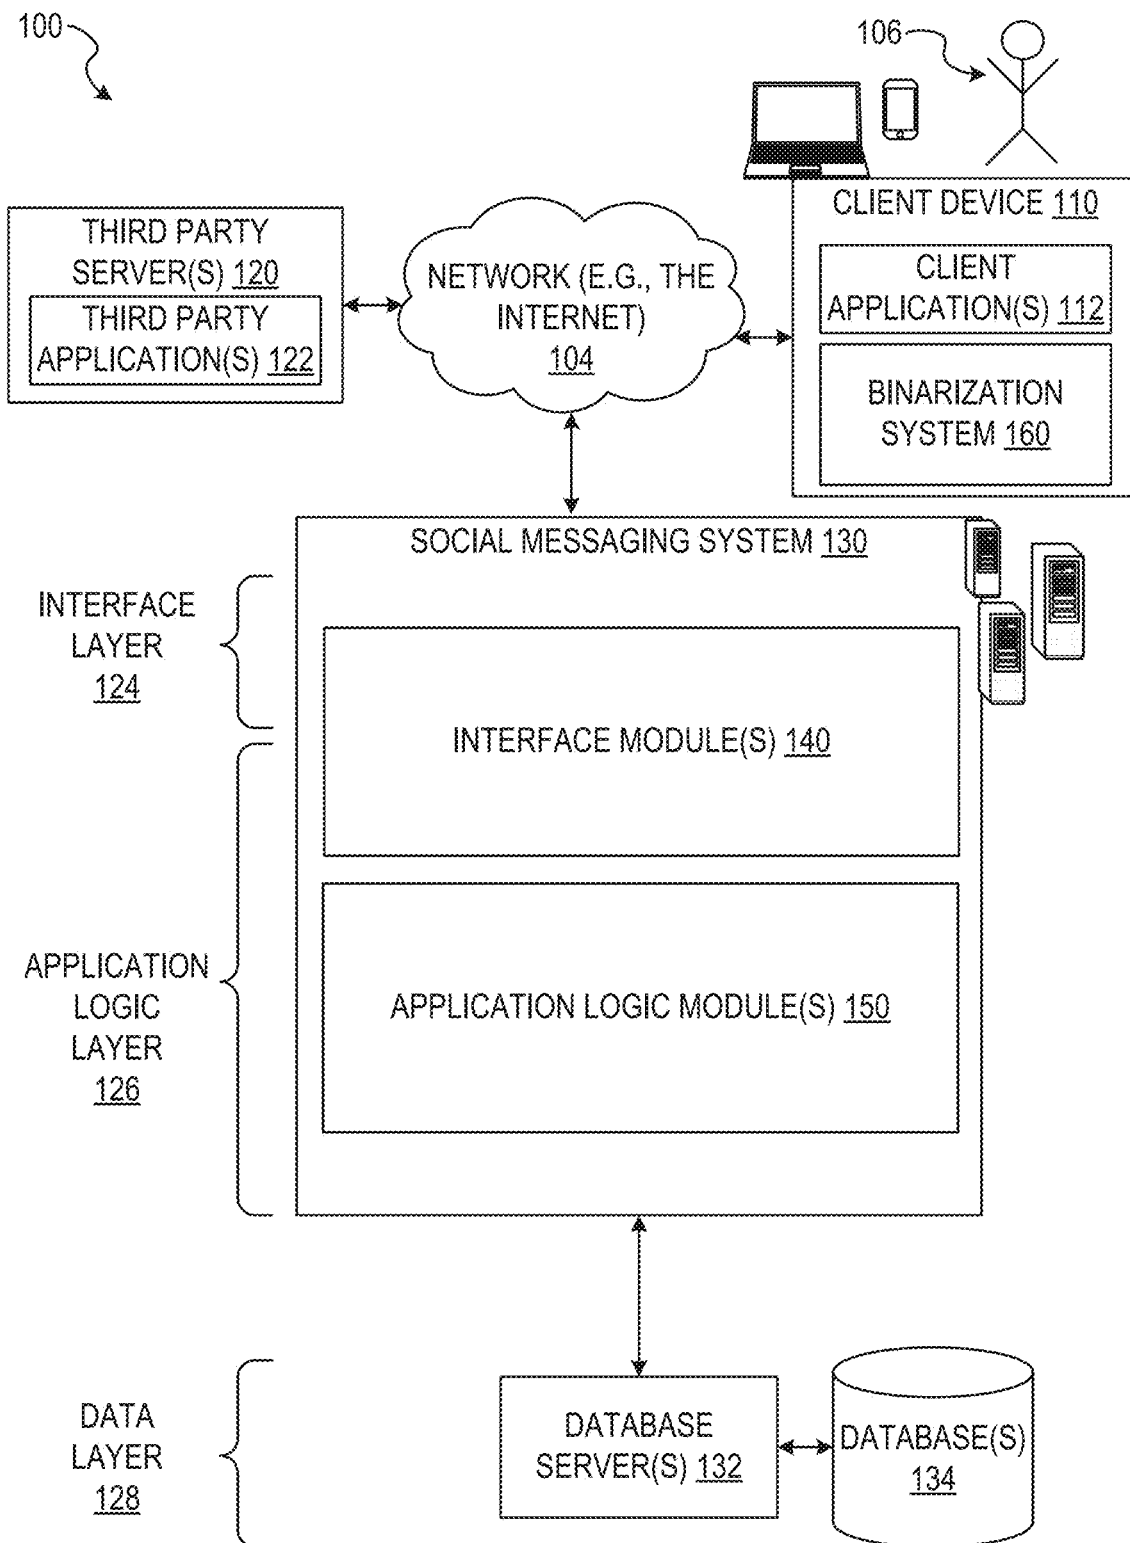 100
106
CLIENT DEVICE 110
CLIENT
APPLICATION(S) 112
BINARIZATION
SYSTEM 160
THIRD PARTY
SERVER(S) 120
THIRD PARTY
APPLICATION(S) 122
NETWORK (E.G., THE
INTERNET)
104
SOCIAL MESSAGING SYSTEM 130
INTERFACE
LAYER
124
INTERFACE MODULE(S) 140
APPLICATION
LOGIC
LAYER
126
APPLICATION LOGIC MODULE(S) 150
DATA
LAYER
128
DATABASE
SERVER(S) 132
DATABASE(S)
134